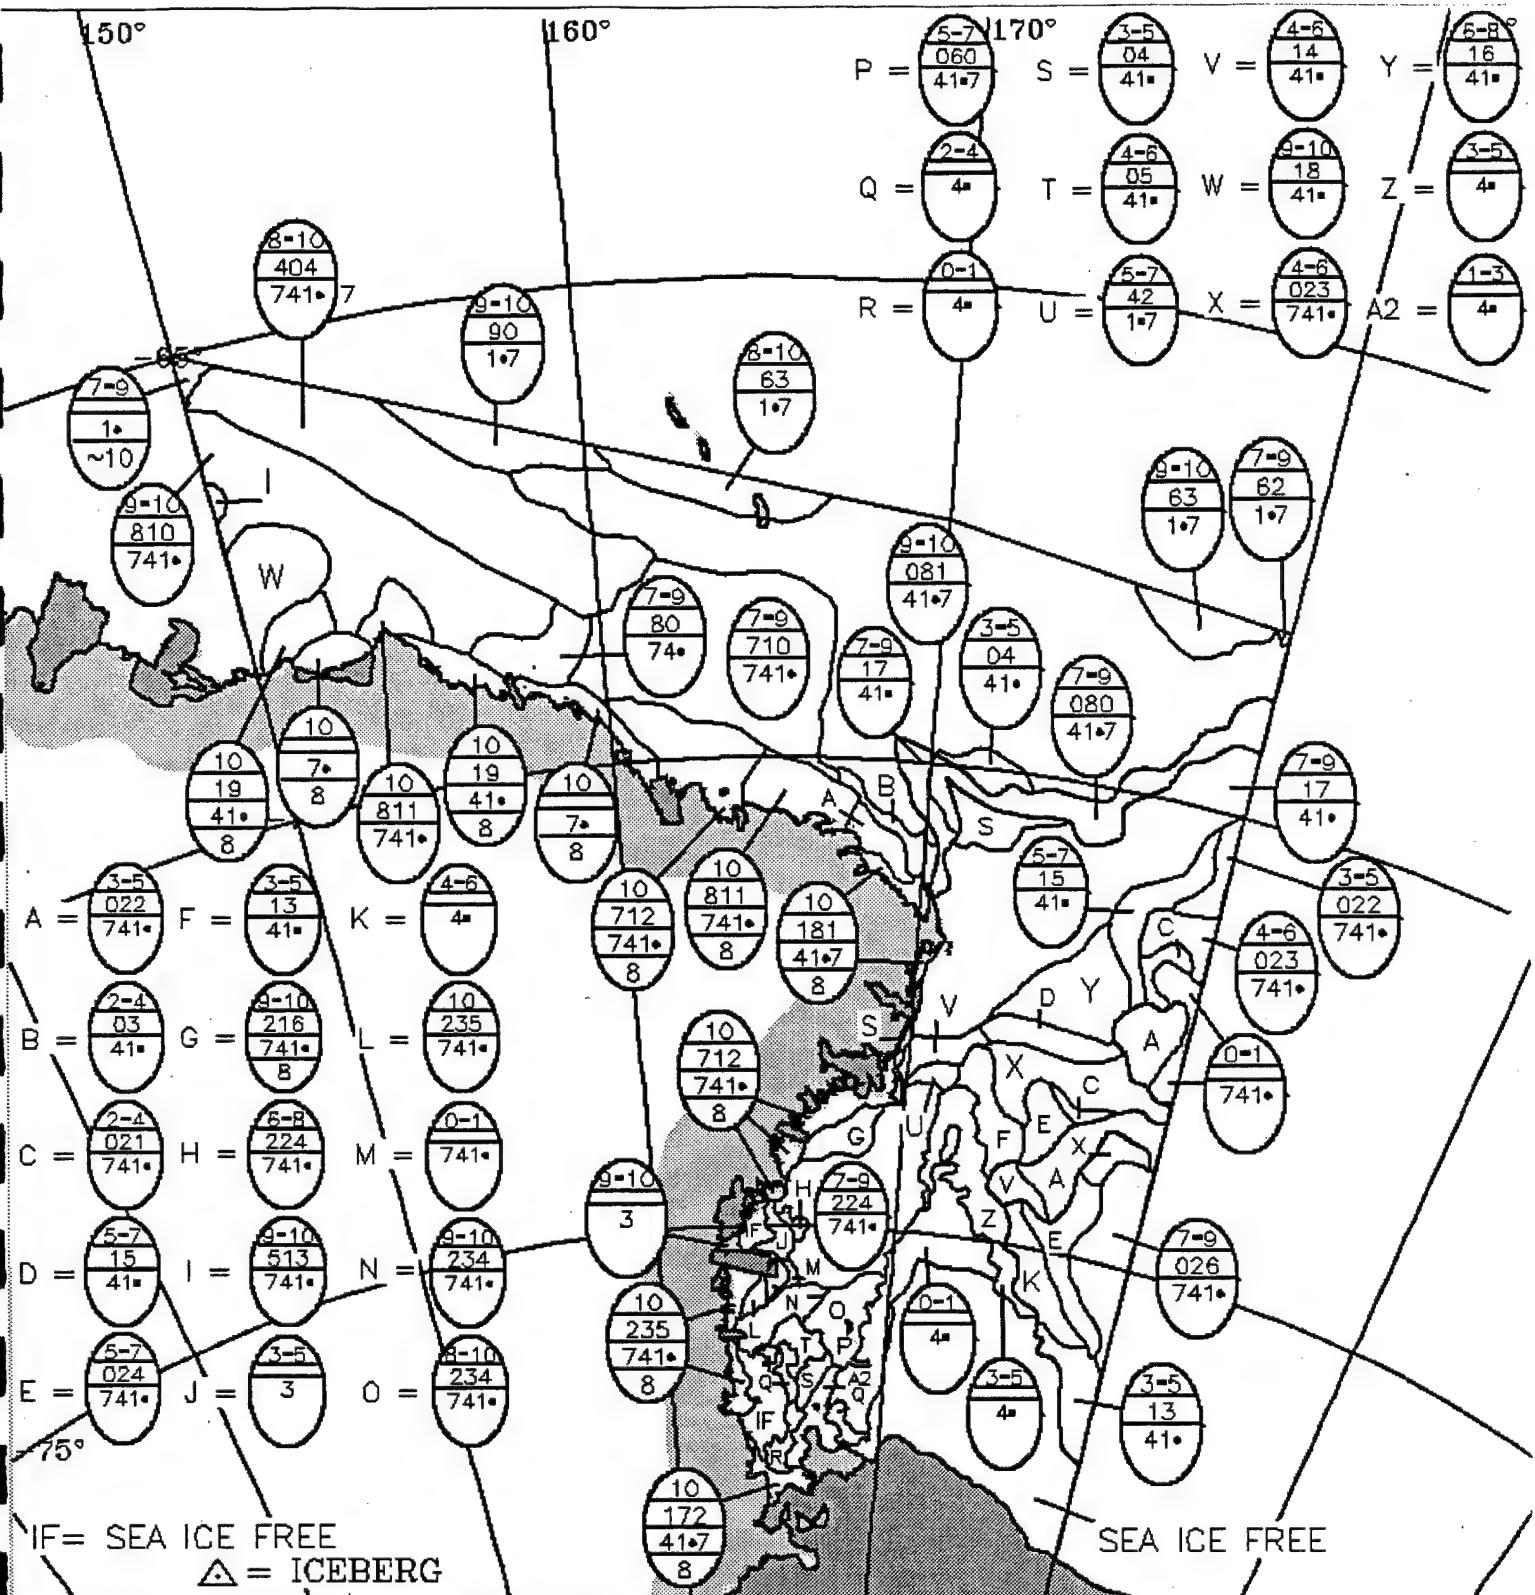 150°
160°
170°
P =
5-7
060
41■7
S =
3-5
04
41■
V =
4-6
14
41■
Y =
6-8
16
41■
Q =
2-4
4■
T =
4-6
05
41■
W =
9-10
18
41■
Z =
3-5
4■
R =
0-1
4■
U =
5-7
42
1■7
X =
4-6
023
741•
A2 =
1-3
4■
8-10
404
741• 7
9-10
90
1•7
8-10
63
1•7
-65°
7-9
1•
~10
9-10
810
741•
I
W
9-10
63
1•7
7-9
62
1•7
9-10
081
41•7
7-9
80
74•
7-9
710
741•
7-9
17
41■
3-5
04
41•
7-9
080
41•7
10
19
41•
8
10
7•
8
10
811
741•
10
19
41•
8
10
7•
8
A
B
S
7-9
17
41•
10
712
741•
8
10
811
741•
8
10
181
41•7
8
5-7
15
41■
3-5
022
741•
4-6
023
741•
C
A =
3-5
022
741•
F =
3-5
13
41■
K =
4-6
4■
B =
2-4
03
41■
G =
9-10
216
741•
8
L =
10
235
741•
S
V
D
Y
A
10
712
741•
8
X
C
0-1
741•
C =
2-4
021
741•
H =
6-8
224
741•
M =
0-1
741•
G
U
F
E
X
V
A
9-10
3
H
7-9
224
741•
IF
J
Z
E
7-9
026
741•
D =
5-7
15
41■
I =
9-10
513
741•
N =
9-10
234
741•
M
N
O
K
10
235
741•
8
L
T
P
0-1
4■
Q
S
A2
Q
IF
R
3-5
4■
3-5
13
41•
E =
5-7
024
741•
J =
3-5
3
O =
8-10
234
741•
-75°
10
172
41•7
8
IF= SEA ICE FREE
SEA ICE FREE
= ICEBERG